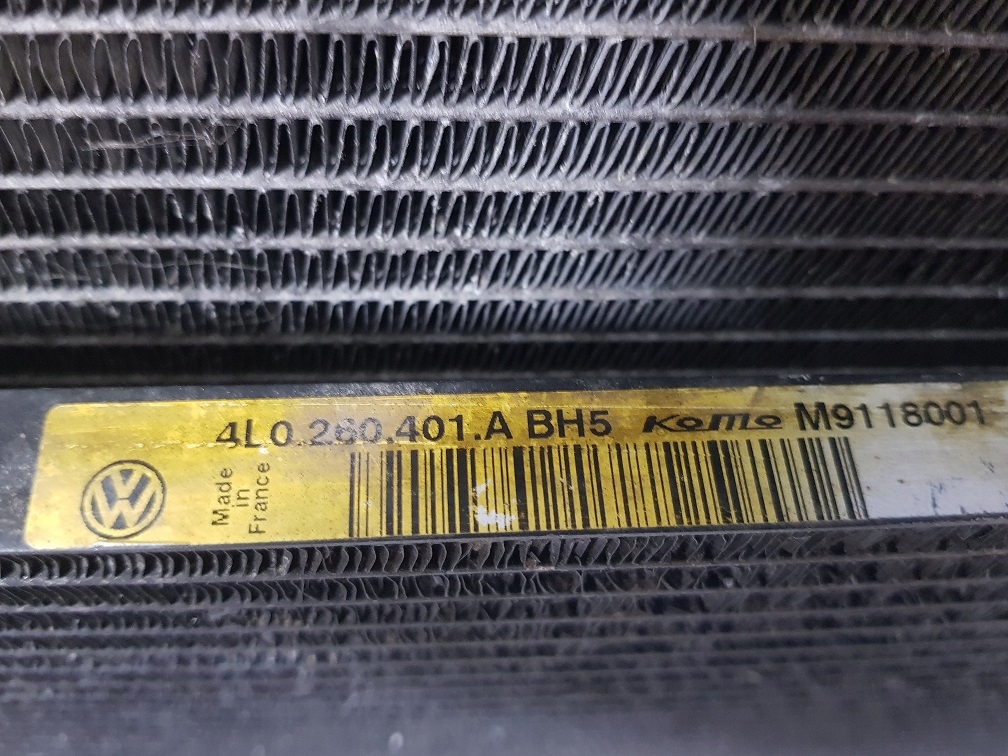 4L0.260.401.A BH5 KoMo M9118001
Made
in
France
VW